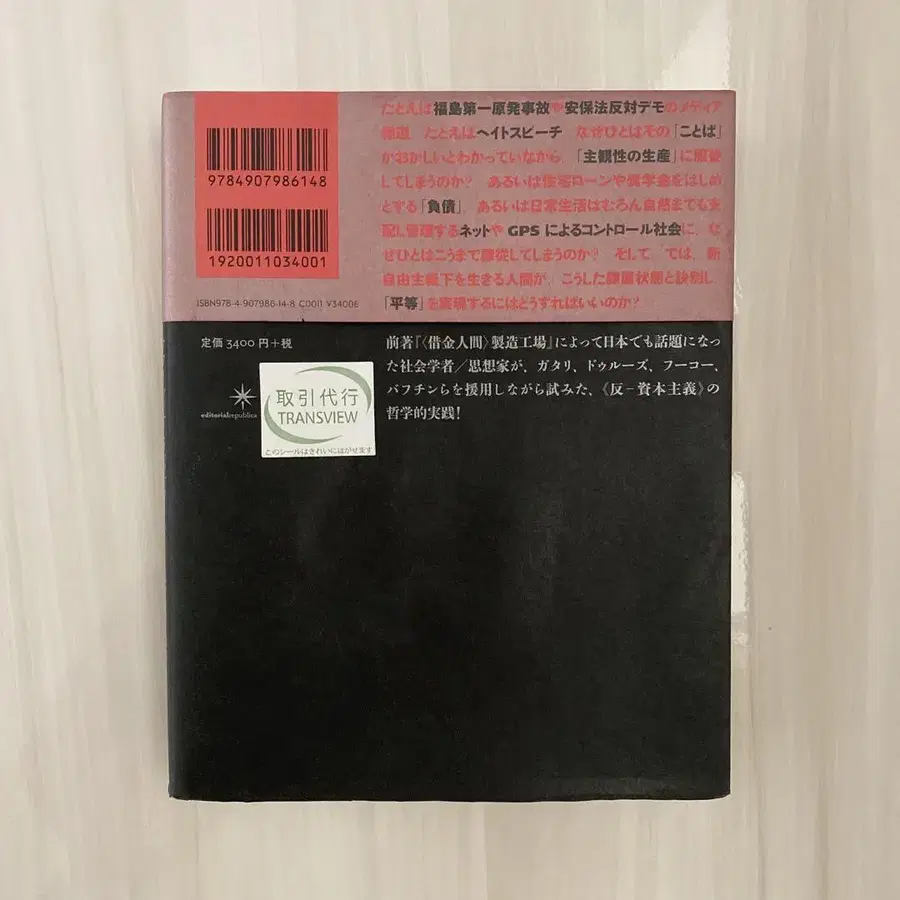 9784907986148
1920011034001
ISBN978-4-907986-14-8 C0011 ¥3400E
たとえば福島第一原発事故や安保法反対デモのメディア
報道、たとえばヘイトスピーチ なぜひとはその「ことば」
がおかしいとわかっていながら、「主観性の生産」に服従
してしまうのか? あるいは住宅ローンや奨学金をはじめ
とする「負債」、あるいは日常生活はむろん自然までも支
配し管理するネットや GPS によるコントロール社会に、な
ぜひとはこうまで隷従してしまうのか? そして、では、新
自由主義下を生きる人間が、こうした隷属状態と訣別し、
「平等」を実現するにはどうすればいいのか?
定価 3400 円+税
editorialrepublica
取引代行
TRANSVIEW
このシールはきれいにはがせます
前著『〈借金人間〉製造工場』によって日本でも話題になっ
た社会学者/思想家が、ガタリ、ドゥルーズ、フーコー、
バフチンらを援用しながら試みた、《反-資本主義》の
哲学的実践!